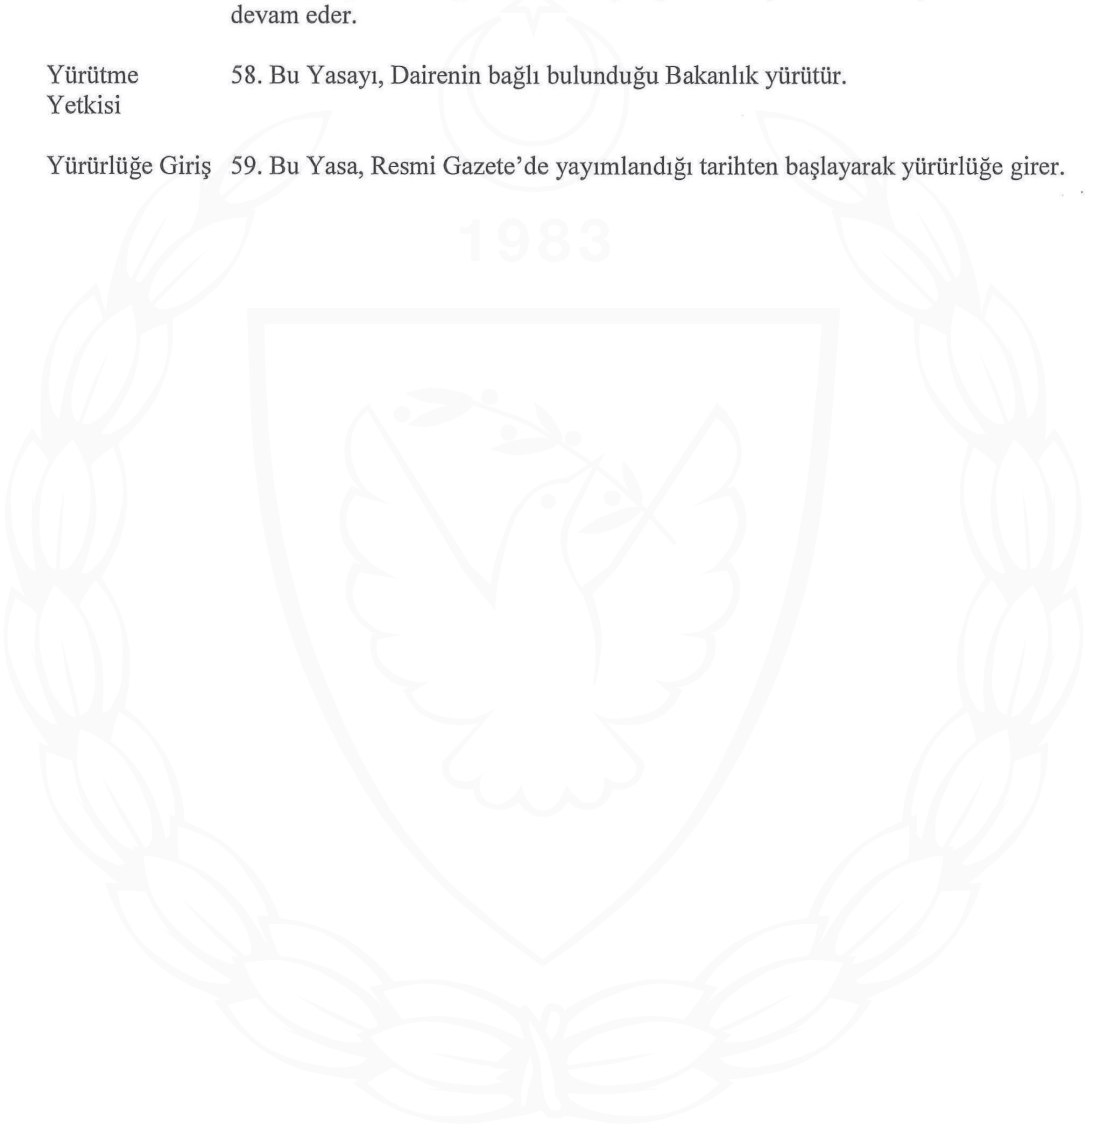 devam eder.
Yürütme 58. Bu Yasayı, Dairenin bağlı bulunduğu Bakanlık yürütür.
Yetkisi
Yürürlüğe Giriş 59. Bu Yasa, Resmi Gazete’de yayımlandığı tarihten başlayarak yürürlüğe girer.
1983